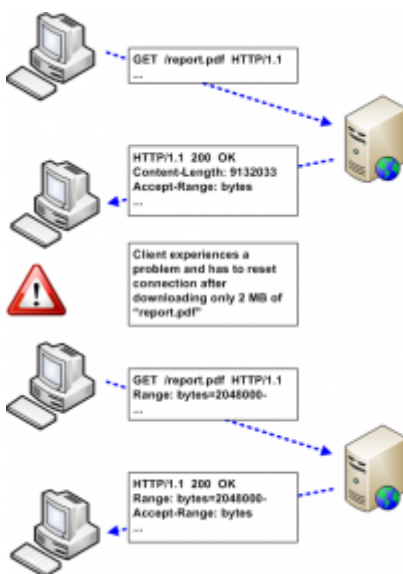 GET /report.pdf HTTP/1.1
...
HTTP/1.1 200 OK
Content-Length: 9132033
Accept-Range: bytes
...
Client experiences a
problem and has to reset
connection after
downloading only 2 MB of
"report.pdf"
GET /report.pdf HTTP/1.1
Range: bytes=2048000-
...
HTTP/1.1 200 OK
Range: bytes=2048000-
Accept-Range: bytes
...